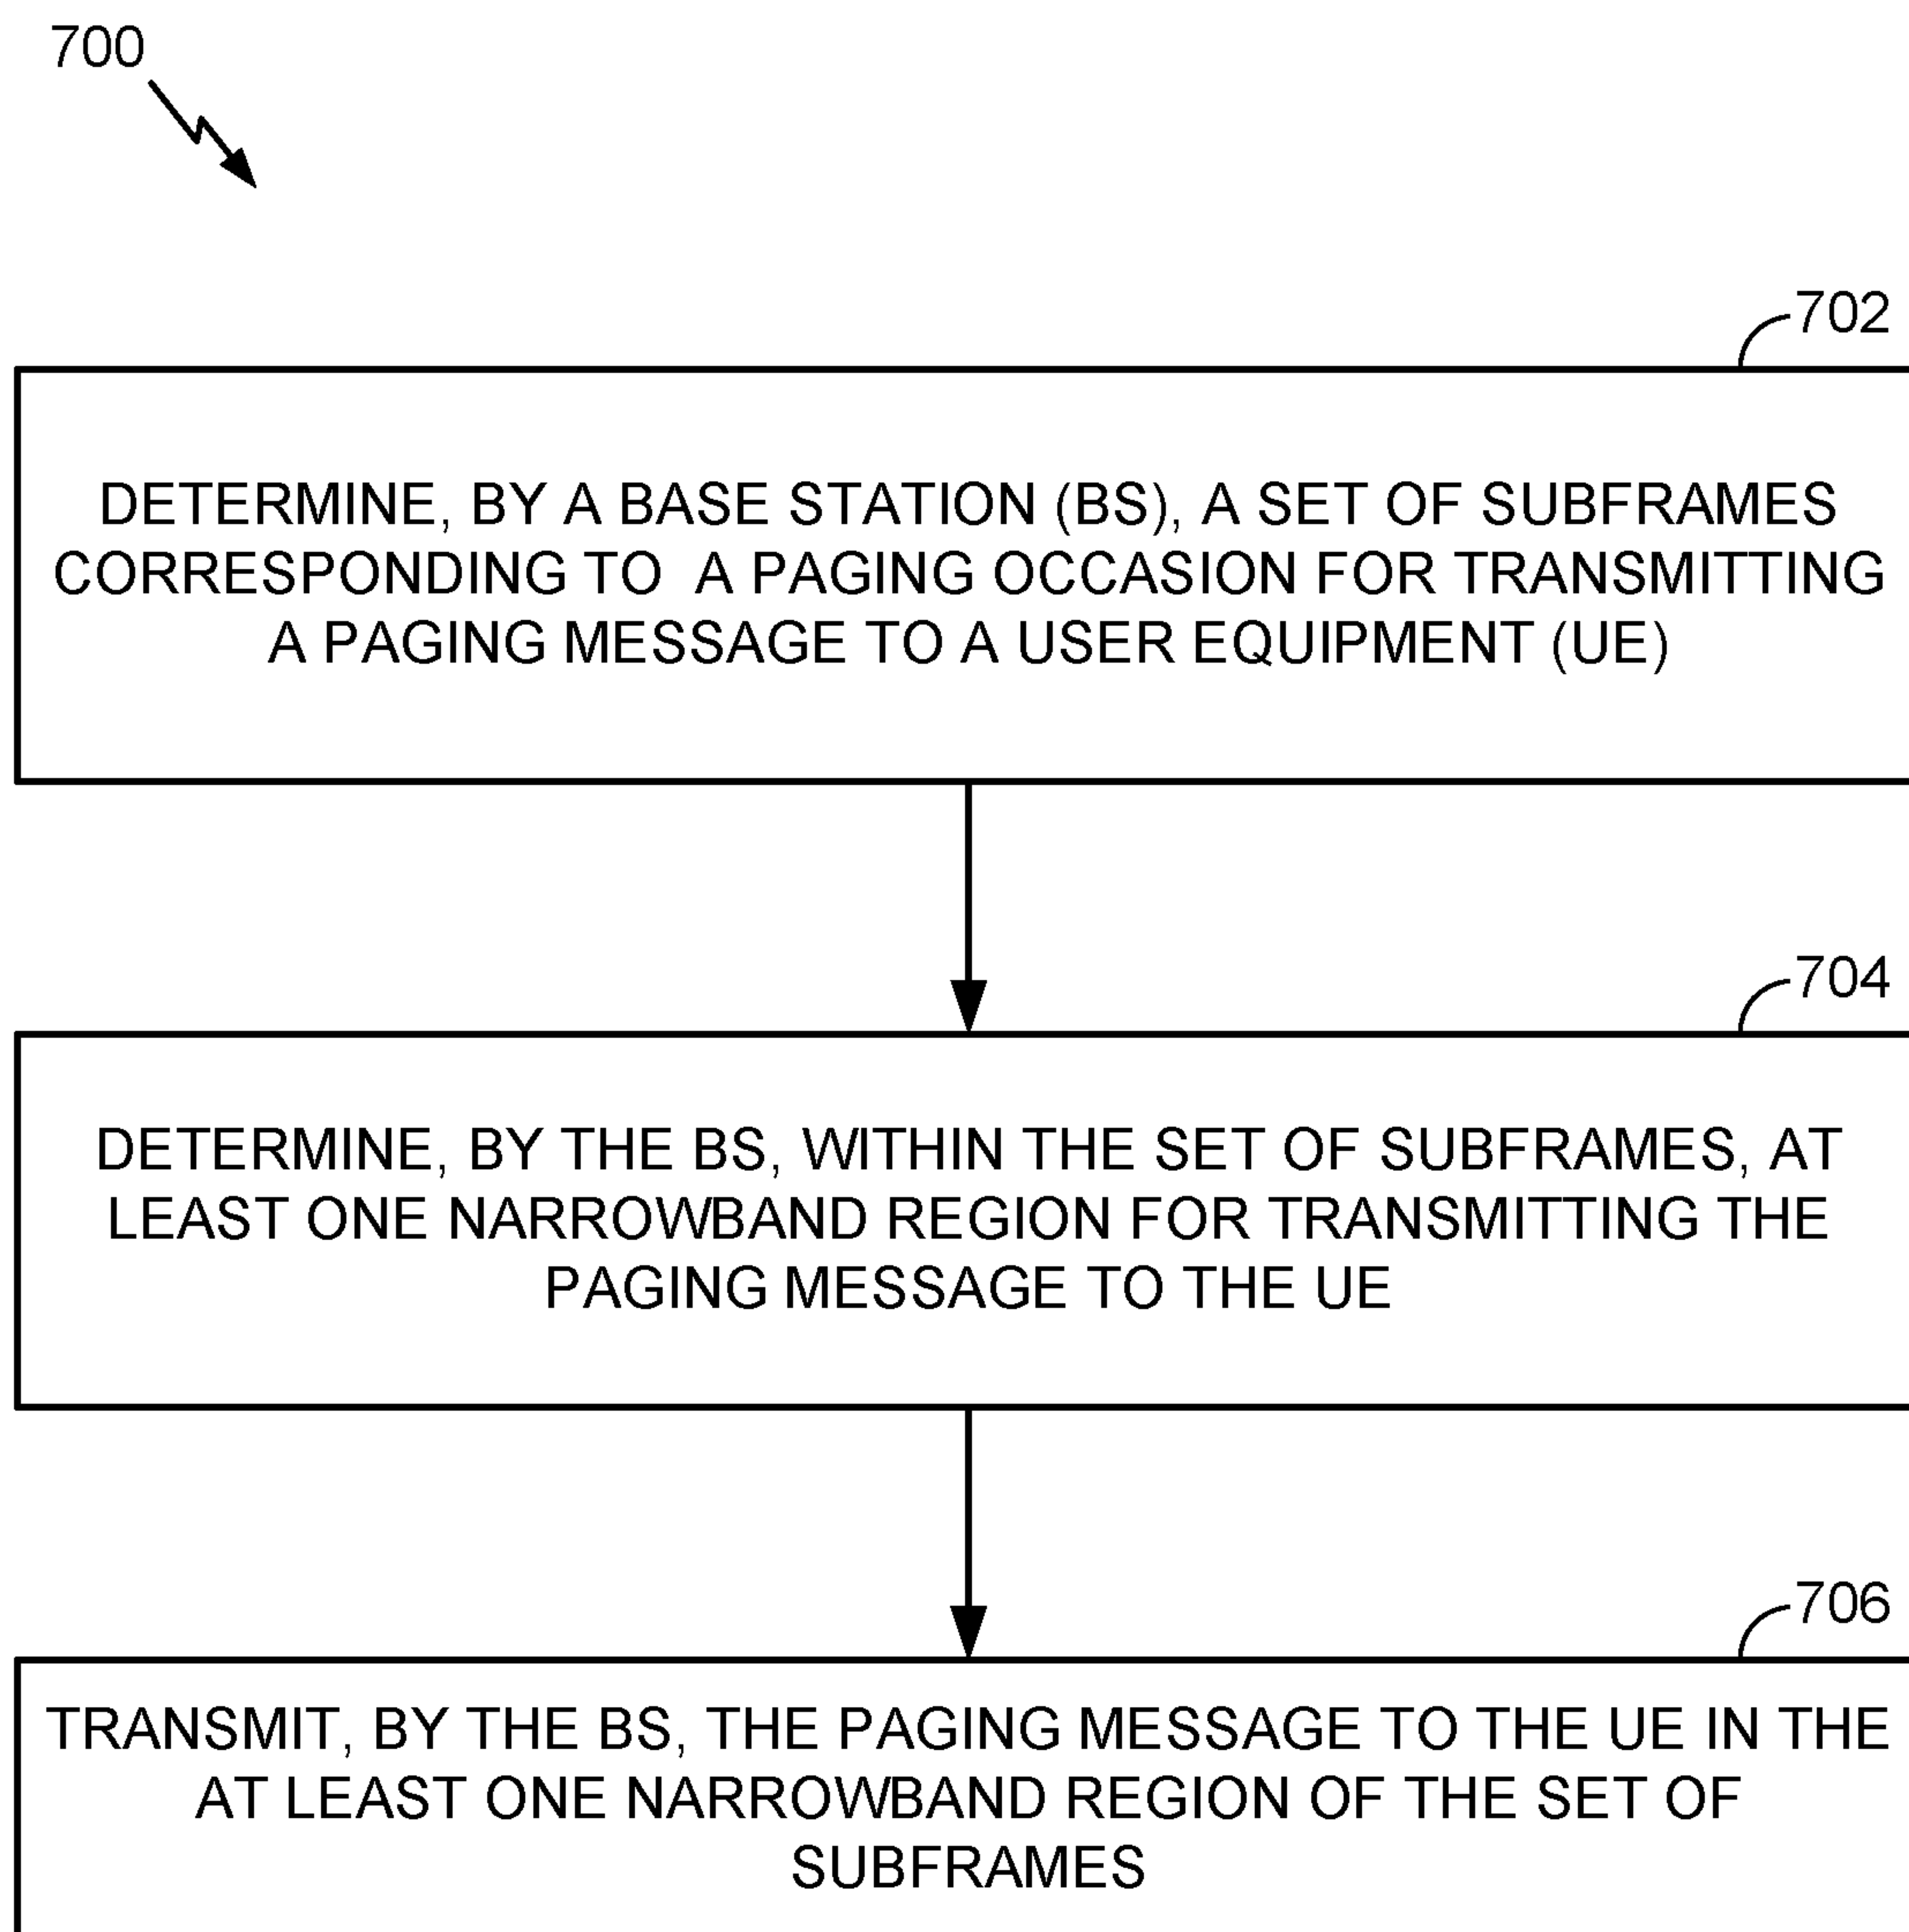 700
702
DETERMINE, BY A BASE STATION (BS), A SET OF SUBFRAMES
CORRESPONDING TO A PAGING OCCASION FOR TRANSMITTING
A PAGING MESSAGE TO A USER EQUIPMENT (UE)
704
DETERMINE, BY THE BS, WITHIN THE SET OF SUBFRAMES, AT
LEAST ONE NARROWBAND REGION FOR TRANSMITTING THE
PAGING MESSAGE TO THE UE
706
TRANSMIT, BY THE BS, THE PAGING MESSAGE TO THE UE IN THE
AT LEAST ONE NARROWBAND REGION OF THE SET OF
SUBFRAMES